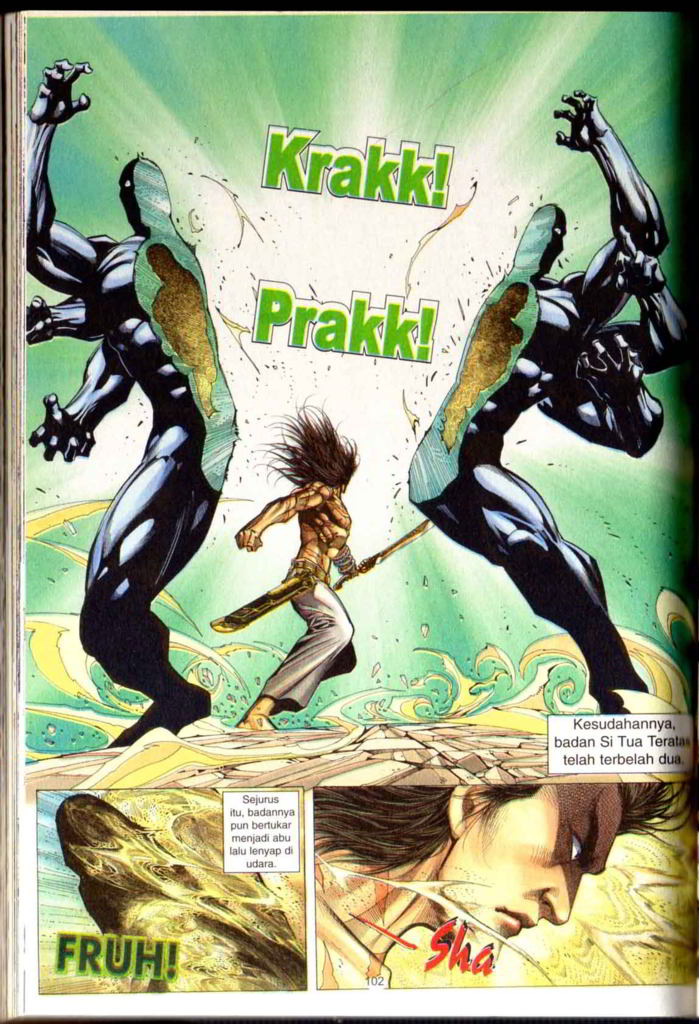 Krakk!
Prakk!
Kesudahannya,
badan Si Tua Teratai
telah terbelah dua.
Sejurus
itu, badannya
pun bertukar
menjadi abu
lalu lenyap di
udara.
FRUH!
Sha
102